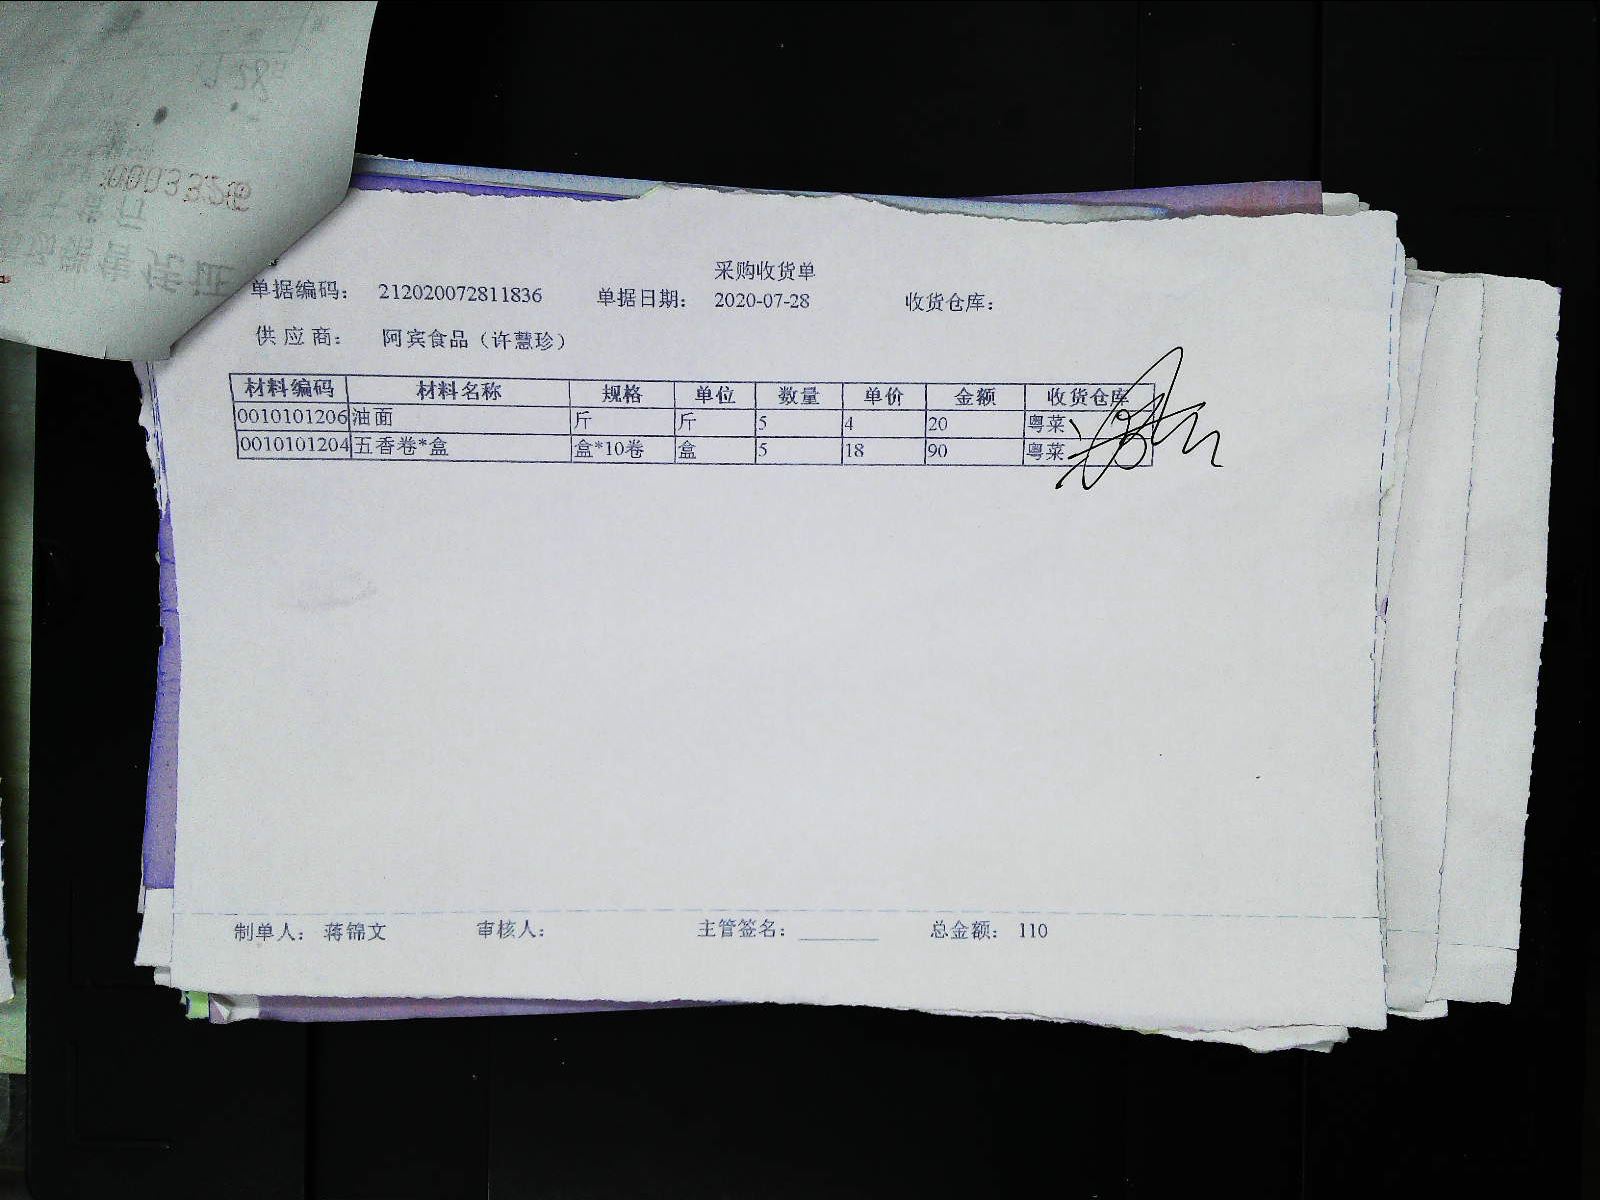 0003326
采购收货单
单据编码： 212020072811836 单据日期： 2020-07-28 收货仓库：
供应商： 阿宾食品（许慧珍）
材料编码 材料名称 规格 单位 数量 单价 金额 收货仓库
0010101206 油面 斤 斤 5 4 20 粤菜
0010101204 五香卷*盒 盒*10卷 盒 5 18 90 粤菜
制单人： 蒋锦文 审核人： 主管签名： ________ 总金额： 110